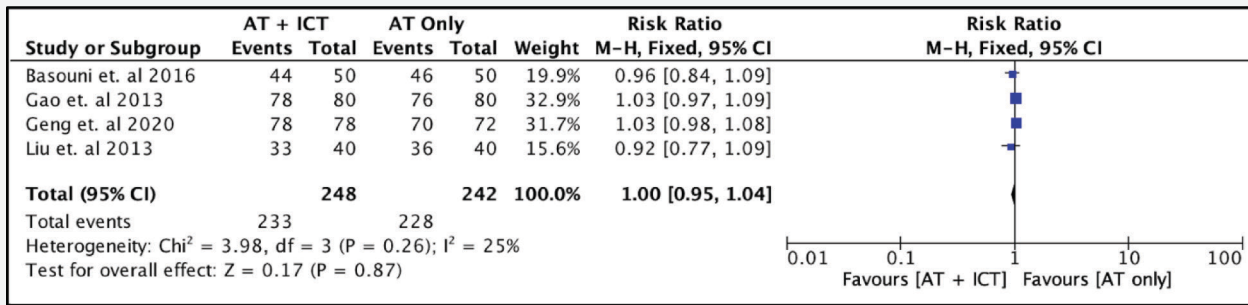 AT + ICT AT Only Risk Ratio Risk Ratio
Study or Subgroup Events Total Events Total Weight M-H, Fixed, 95% CI M-H, Fixed, 95% CI
Basouni et. al 2016 44 50 46 50 19.9% 0.96 [0.84, 1.09]
Gao et. al 2013 78 80 76 80 32.9% 1.03 [0.97, 1.09]
Geng et. al 2020 78 78 70 72 31.7% 1.03 [0.98, 1.08]
Liu et. al 2013 33 40 36 40 15.6% 0.92 [0.77, 1.09]
Total (95% CI) 248 242 100.0% 1.00 [0.95, 1.04]
Total events 233 228
Heterogeneity: Chi² = 3.98, df = 3 (P = 0.26); I² = 25%
Test for overall effect: Z = 0.17 (P = 0.87)
0.01 0.1 1 10 100
Favours [AT + ICT] Favours [AT only]